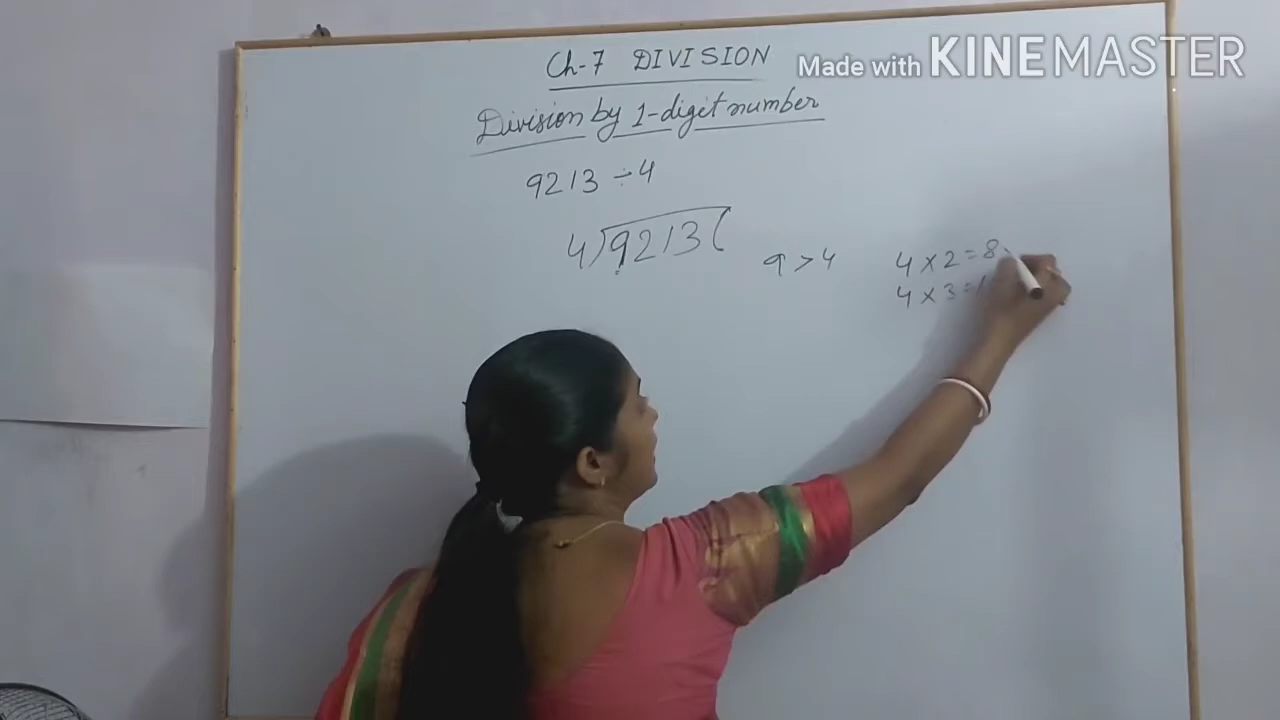 Ch-7 DIVISION
Made with KINEMASTER
Division by 1-digit number
9213 ÷ 4
4)9213(
9 > 4
4 × 2 = 8
4 × 3 =